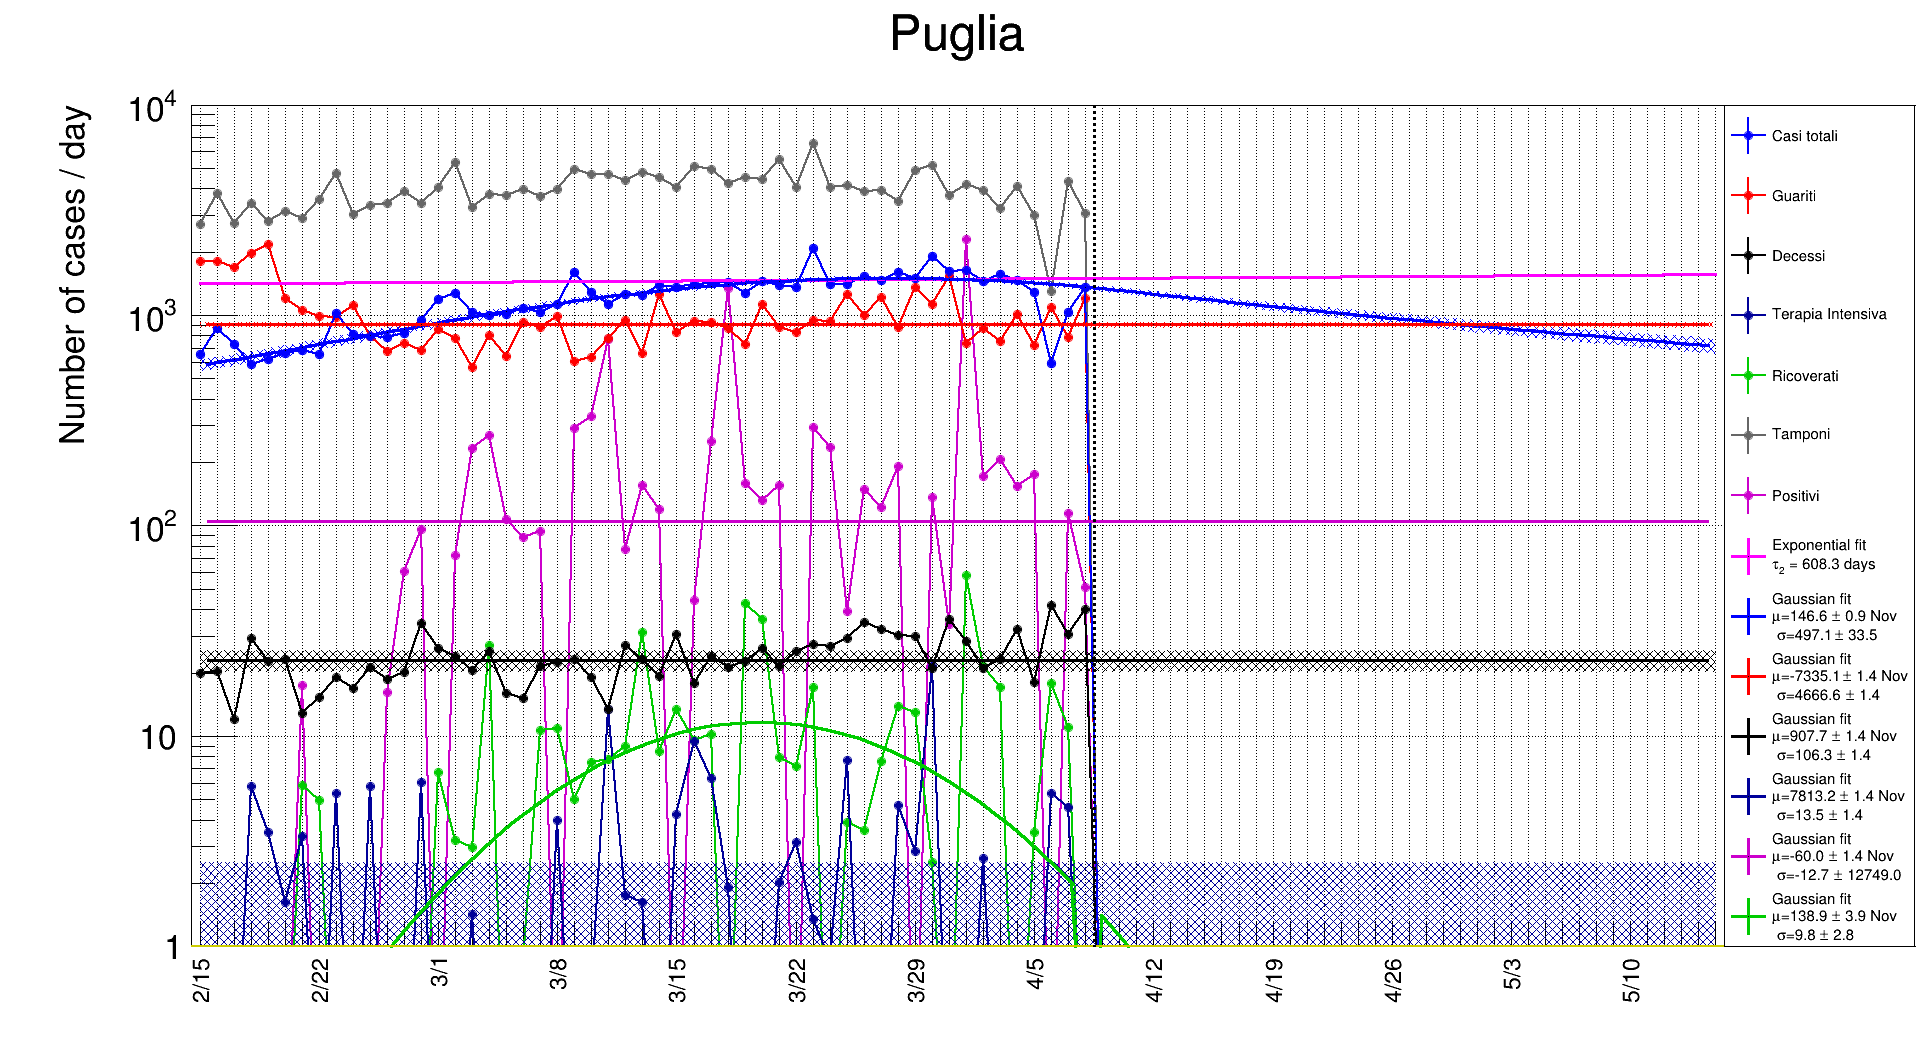 Puglia
Number of cases / day
10^4
10^3
10^2
10
1
2/15
2/22
3/1
3/8
3/15
3/22
3/29
4/5
4/12
4/19
4/26
5/3
5/10
Casi totali
Guariti
Decessi
Terapia Intensiva
Ricoverati
Tamponi
Positivi
Exponential fit
τ2 = 608.3 days
Gaussian fit
μ=146.6 ± 0.9 Nov
σ=497.1 ± 33.5
Gaussian fit
μ=-7335.1 ± 1.4 Nov
σ=4666.6 ± 1.4
Gaussian fit
μ=907.7 ± 1.4 Nov
σ=106.3 ± 1.4
Gaussian fit
μ=7813.2 ± 1.4 Nov
σ=13.5 ± 1.4
Gaussian fit
μ=-60.0 ± 1.4 Nov
σ=-12.7 ± 12749.0
Gaussian fit
μ=138.9 ± 3.9 Nov
σ=9.8 ± 2.8